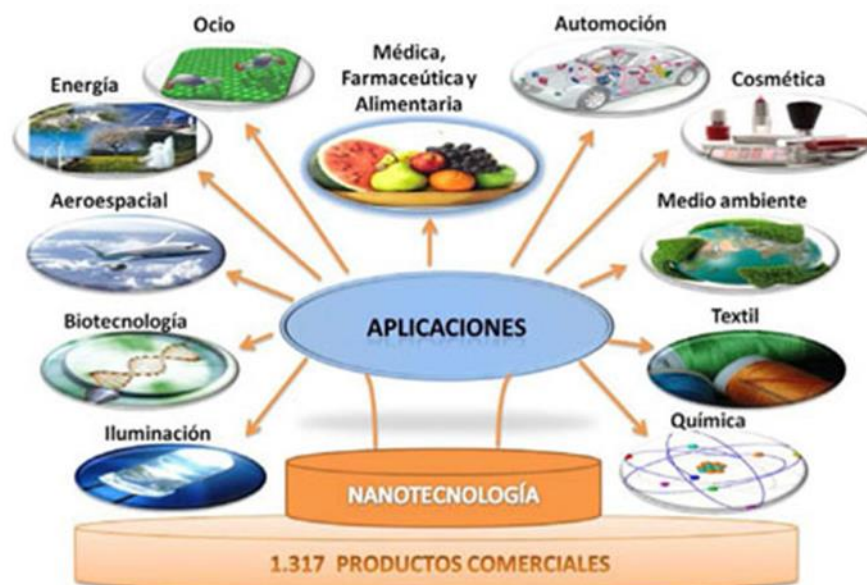 Ocio
Médica,
Farmaceútica y
Alimentaria
Automoción
Energía
Cosmética
Aeroespacial
Medio ambiente
APLICACIONES
Biotecnología
Textil
Iluminación
Química
NANOTECNOLOGÍA
1.317 PRODUCTOS COMERCIALES